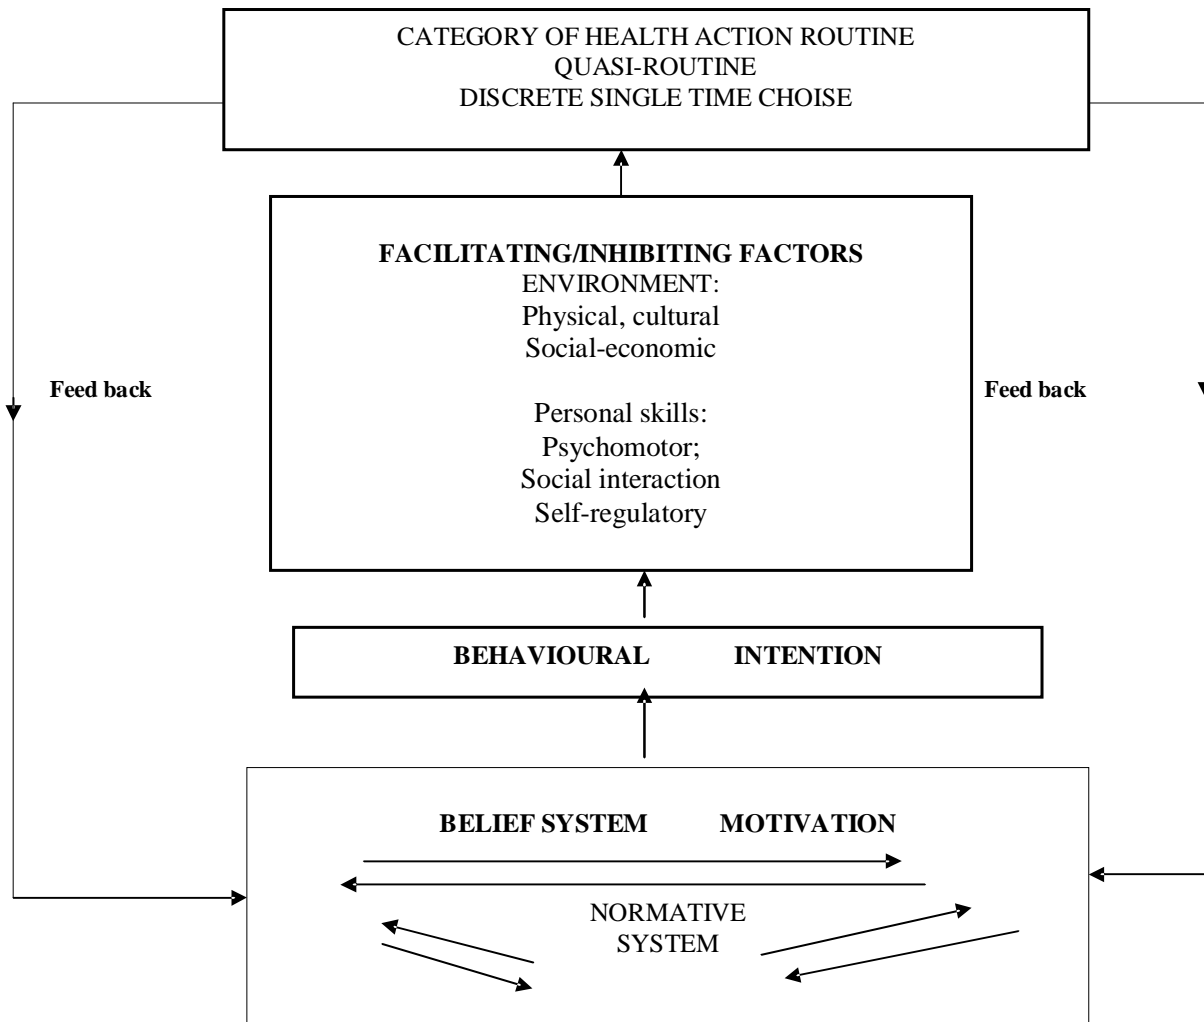 CATEGORY OF HEALTH ACTION ROUTINE
QUASI-ROUTINE
DISCRETE SINGLE TIME CHOISE
FACILITATING/INHIBITING FACTORS
ENVIRONMENT:
Physical, cultural
Social-economic
Feed back
Feed back
Personal skills:
Psychomotor;
Social interaction
Self-regulatory
BEHAVIOURAL INTENTION
BELIEF SYSTEM MOTIVATION
NORMATIVE
SYSTEM